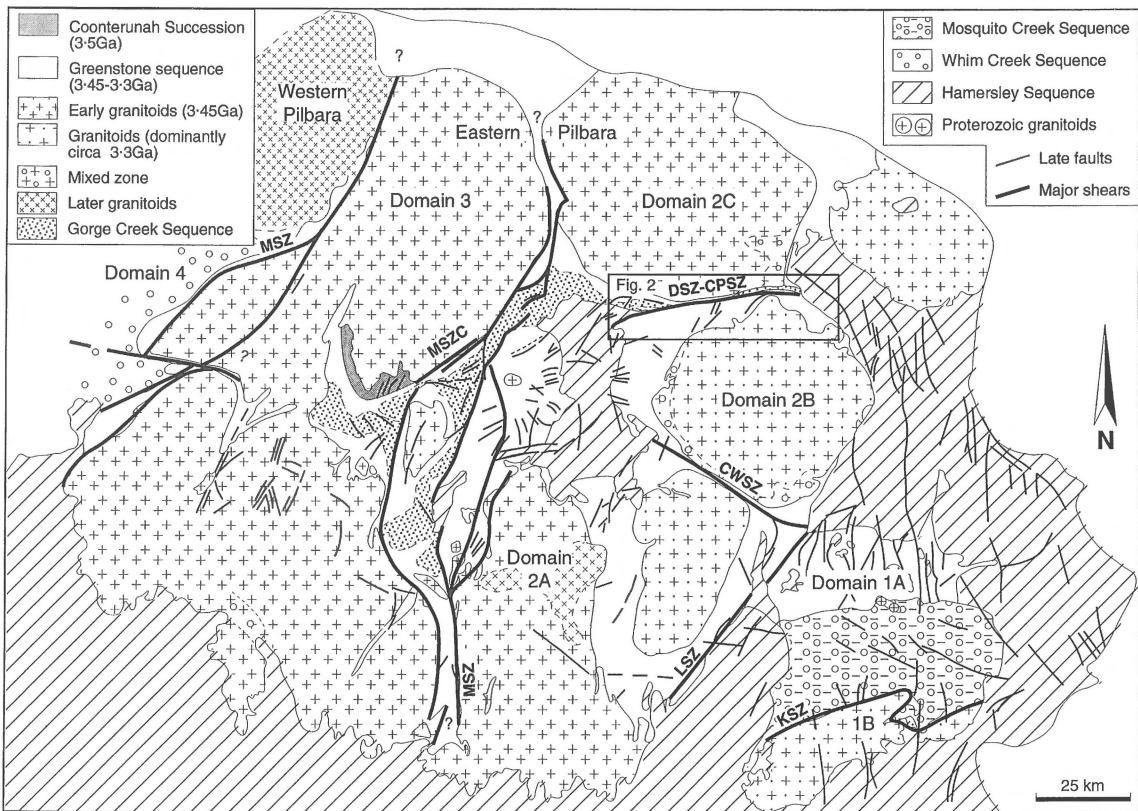 Coonterunah Succession
(3·5Ga)
Greenstone sequence
(3·45-3·3Ga)
Early granitoids (3·45Ga)
Granitoids (dominantly
circa 3·3Ga)
Mixed zone
Later granitoids
Gorge Creek Sequence
Mosquito Creek Sequence
Whim Creek Sequence
Hamersley Sequence
Proterozoic granitoids
Late faults
Major shears
Western
Pilbara
?
Eastern
?
Pilbara
Domain 3
Domain 2C
MSZ
Domain 4
Fig. 2
DSZ-CPSZ
MSZC
?
Domain 2B
N
CWSZ
Domain
2A
Domain 1A
LSZ
MSZ
KSZ
1B
?
25 km